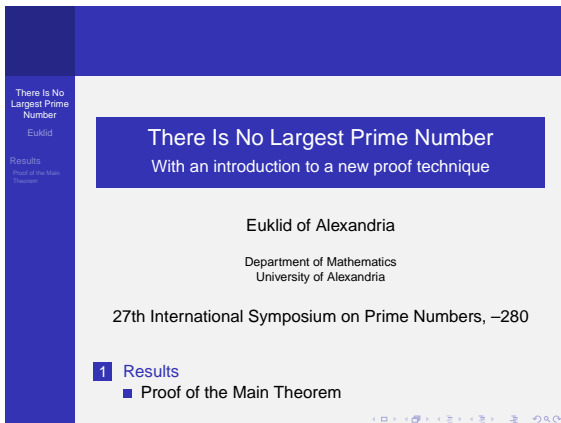 There Is No
Largest Prime
Number
Euklid
Results
Proof of the Main
Theorem
There Is No Largest Prime Number
With an introduction to a new proof technique
Euklid of Alexandria
Department of Mathematics
University of Alexandria
27th International Symposium on Prime Numbers, –280
1 Results
Proof of the Main Theorem